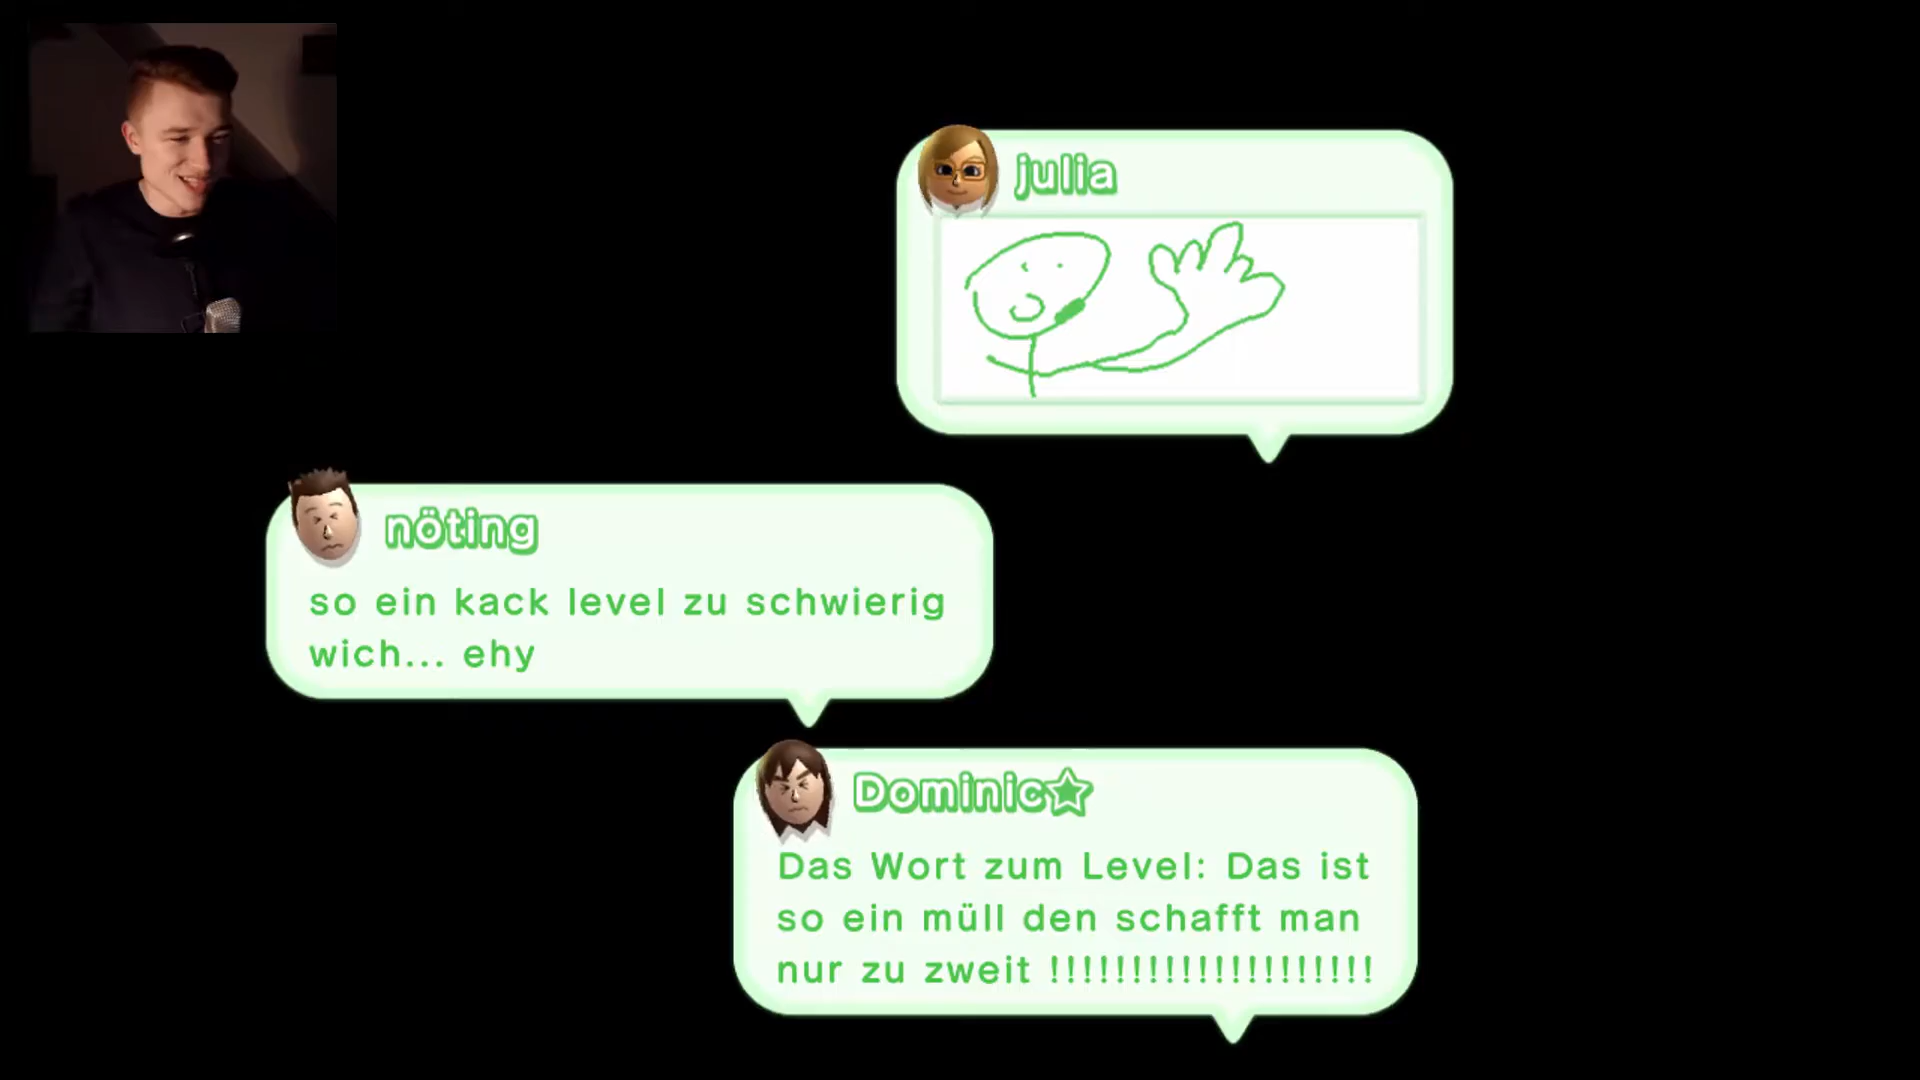 julia
nöting
so ein kack level zu schwierig
wich... ehy
Dominic☆
Das Wort zum Level: Das ist
so ein müll den schafft man
nur zu zweit !!!!!!!!!!!!!!!!!!!!